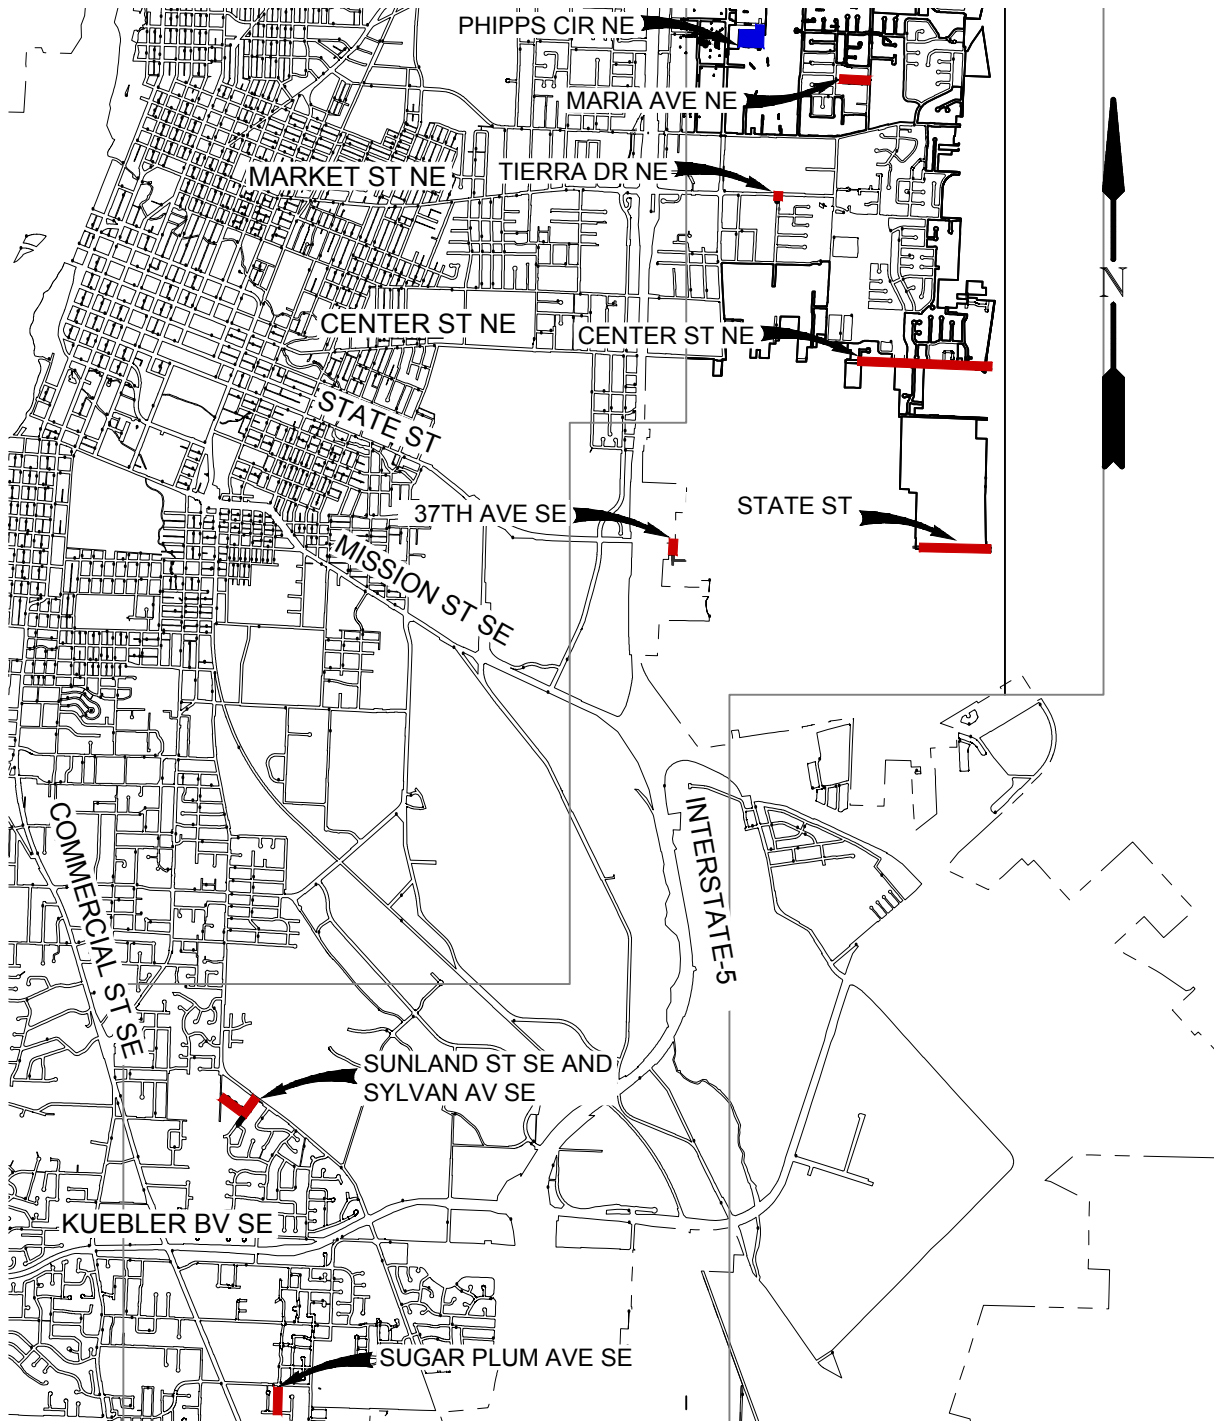 PHIPPS CIR NE
MARIA AVE NE
MARKET ST NE
TIERRA DR NE
N
CENTER ST NE
CENTER ST NE
STATE ST
37TH AVE SE
STATE ST
MISSION ST SE
COMMERCIAL ST SE
INTERSTATE-5
SUNLAND ST SE AND
SYLVAN AV SE
KUEBLER BV SE
SUGAR PLUM AVE SE